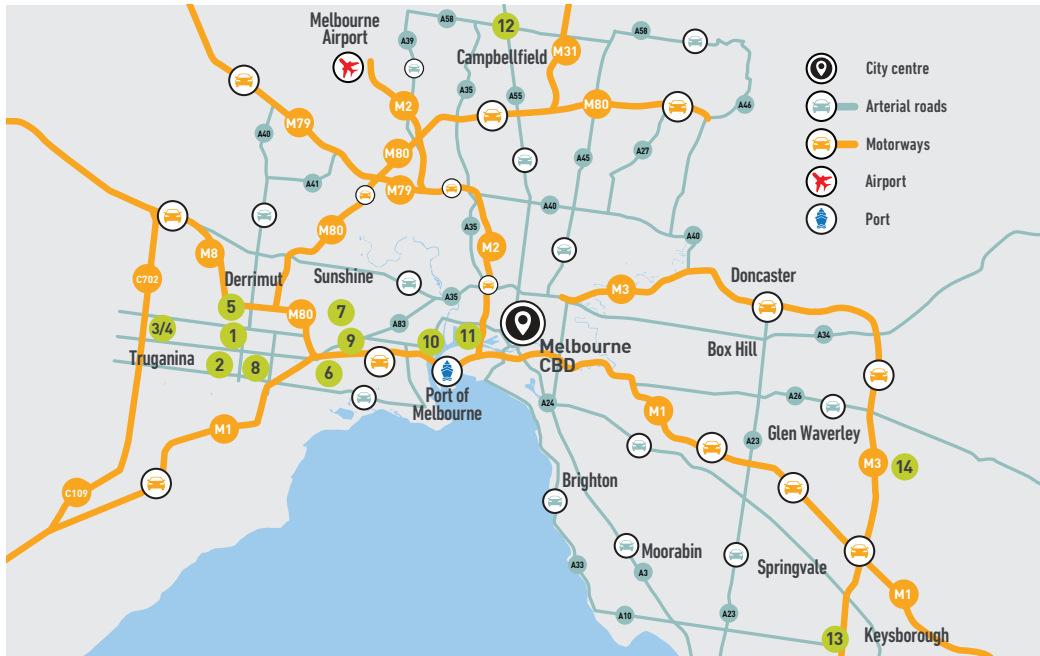 Melbourne
Airport
A58
12
Campbellfield
A58
A39
M31
City centre
A35
A55
M2
M80
A46
Arterial roads
M79
A40
M80
A45
A27
Motorways
A41
M79
Airport
A40
M80
A35
A40
Port
M8
M2
C702
Derrimut
Sunshine
M3
Doncaster
5
A35
M80
7
3/4
1
A83
9
10
11
A34
Truganina
Melbourne
CBD
Box Hill
2
8
6
Port of
Melbourne
A24
A26
M1
M1
Glen Waverley
A23
M3
14
C109
Brighton
Moorabin
A33
A3
Springvale
M1
A10
A23
13
Keysborough